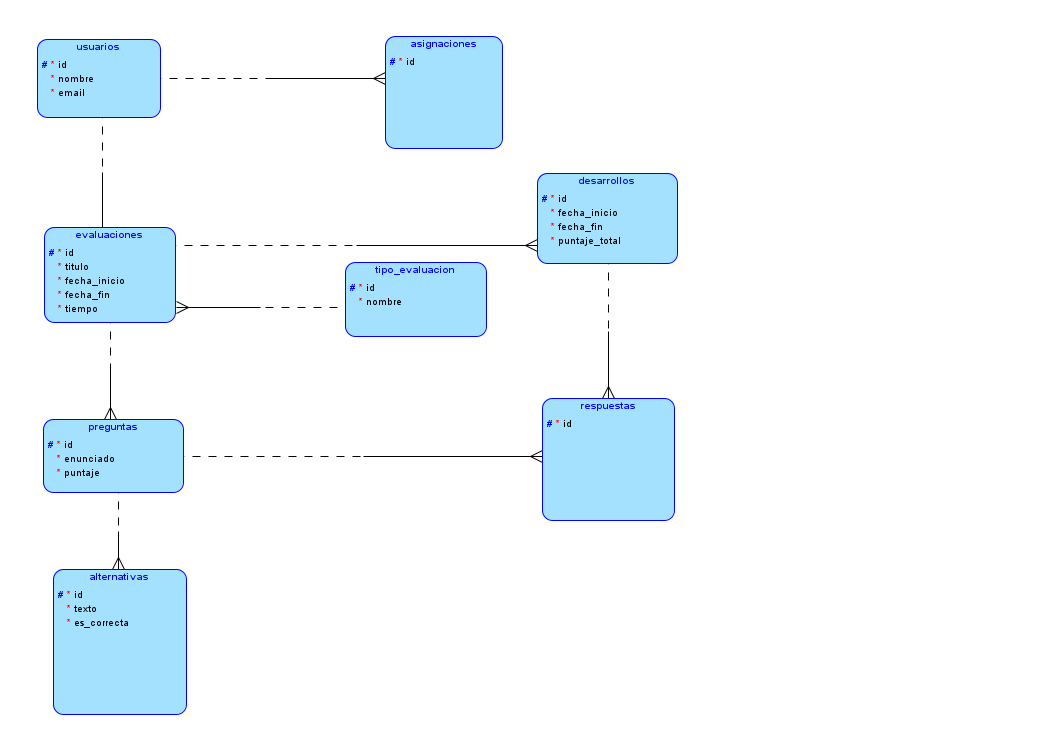 usuarios
# * id
* nombre
* email
asignaciones
# * id
desarrollos
# * id
* fecha_inicio
* fecha_fin
* puntaje_total
evaluaciones
# * id
* titulo
* fecha_inicio
* fecha_fin
* tiempo
tipo_evaluacion
# * id
* nombre
respuestas
# * id
preguntas
# * id
* enunciado
* puntaje
alternativas
# * id
* texto
* es_correcta